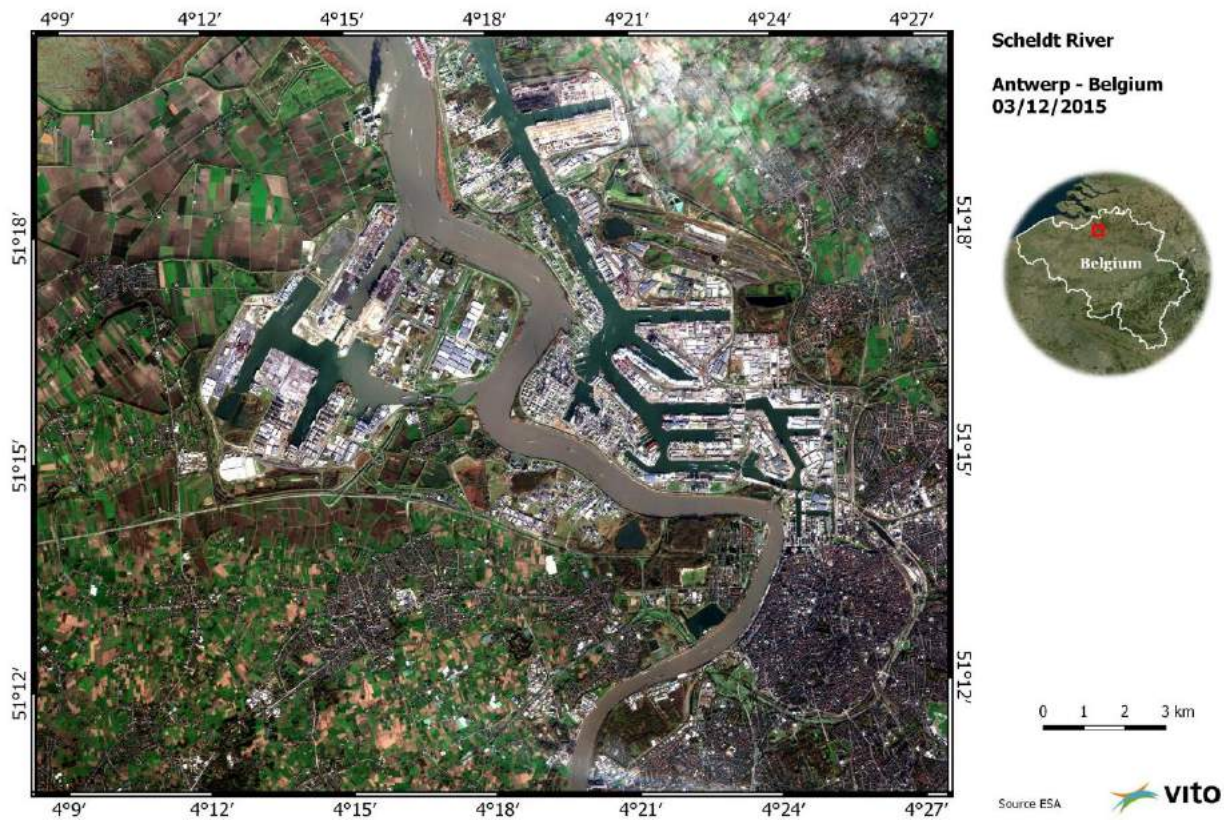 4°9′ 4°12′ 4°15′ 4°18′ 4°21′ 4°24′ 4°27′
Scheldt River
Antwerp - Belgium
03/12/2015
51°18′
51°18′
Belgium
51°15′
51°15′
51°12′
51°12′
0 1 2 3 km
4°9′ 4°12′ 4°15′ 4°18′ 4°21′ 4°24′ 4°27′
Source ESA
vito